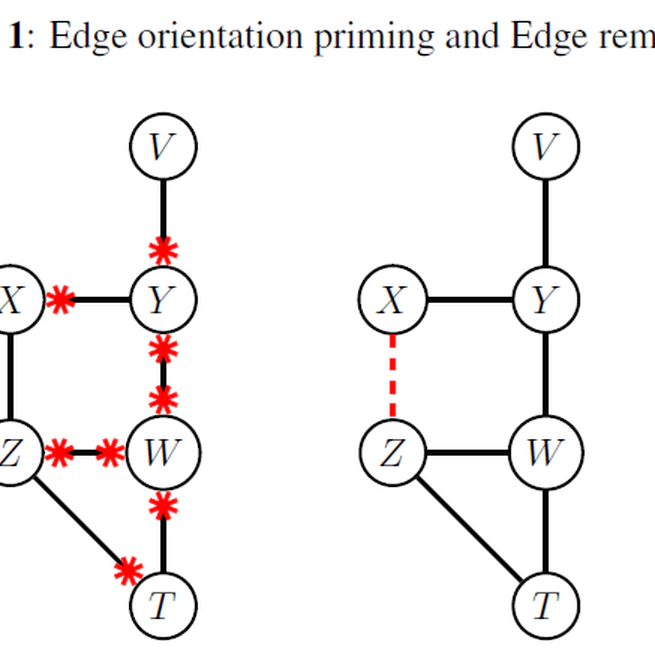 1: Edge orientation priming and Edge rem
V V
X Y X Y
Z W Z W
T T